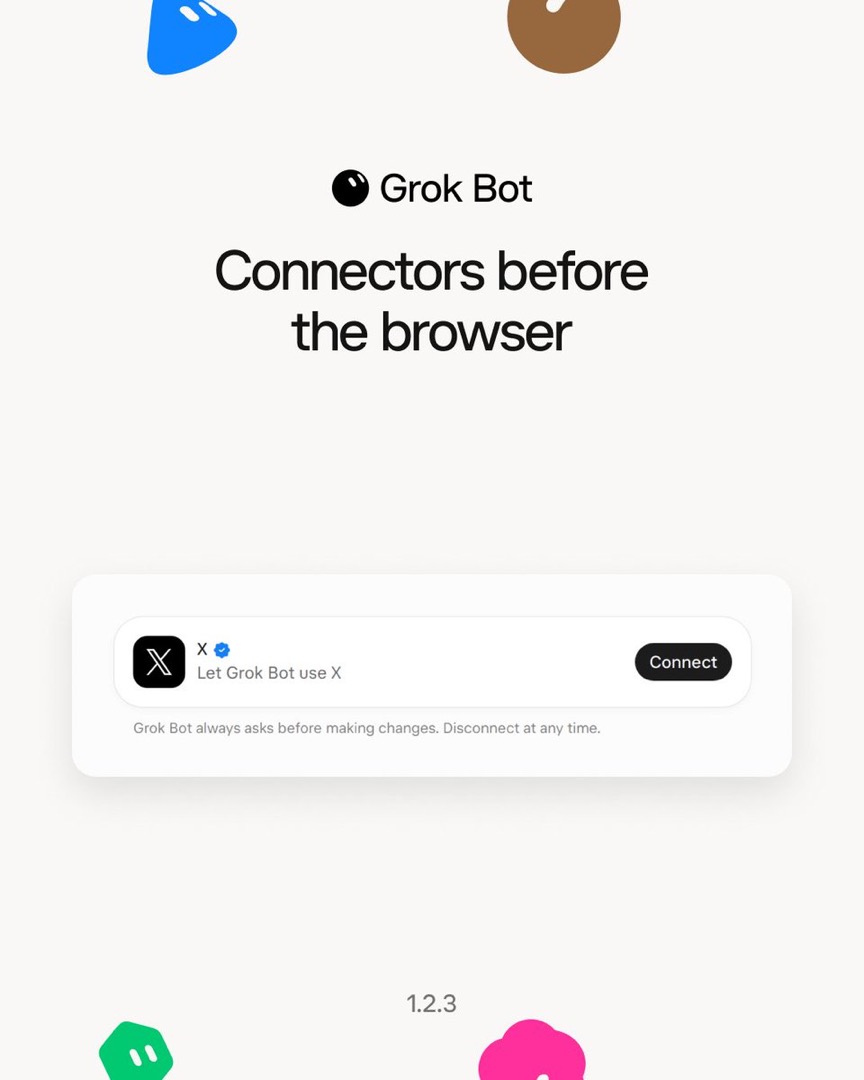 Grok Bot
Connectors before
the browser
X
Let Grok Bot use X
Connect
Grok Bot always asks before making changes. Disconnect at any time.
1.2.3